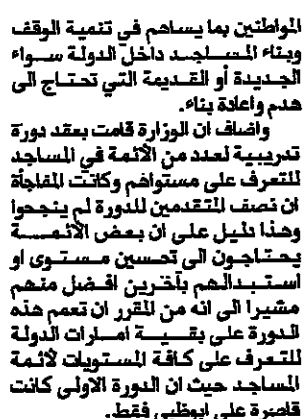 المواطنين بما يساهم في تنمية الوقف
وبناء المساجد داخل الدولة سواء
الجديدة أو القديمة التي تحتاج الى
هدم واعادة بناء.
واضاف ان الوزارة قامت بعقد دورة
تدريبية لعدد من الأئمة في المساجد
للتعرف على مستواهم وكانت المفاجأة
ان نصف المتقدمين للدورة لم ينجحوا
وهذا دليل على ان بعض الأئمة
يحتاجون الى تحسين مستوى او
استبدالهم بآخرين افضل منهم
مشيرا الى انه من المقرر ان تعمم هذه
الدورة على بقية امارات الدولة
للتعرف على كافة المستويات لأئمة
المساجد حيث ان الدورة الاولى كانت
قاصرة على ابوظبي فقط.